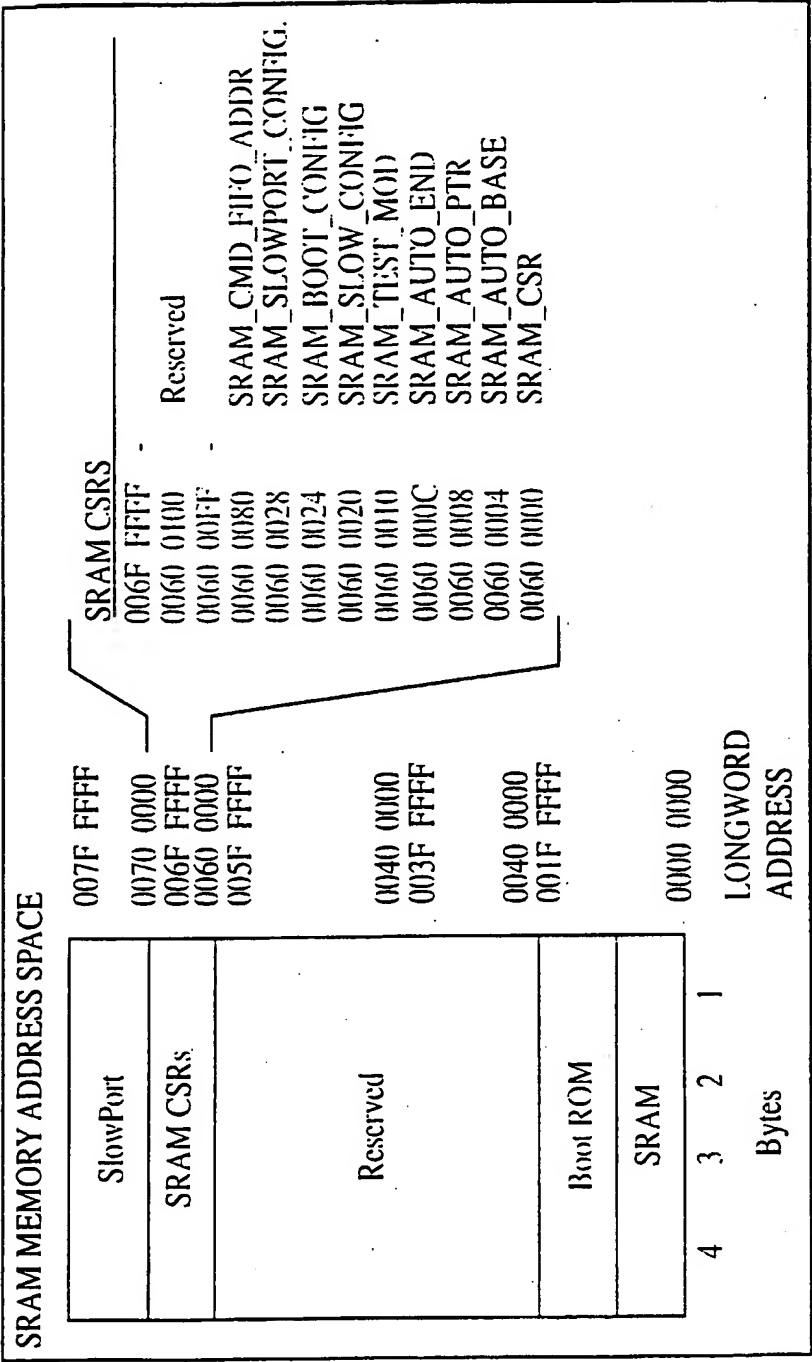 SRAM MEMORY ADDRESS SPACE
SlowPort
SRAM CSRs
Reserved
Boot ROM
SRAM
4 3 2 1
Bytes
007F FFFF
0070 0000
006F FFFF
0060 0000
005F FFFF
0040 0000
003F FFFF
0040 0000
001F FFFF
0000 0000
LONGWORD
ADDRESS
SRAM CSRS
006F FFFF -
0060 0100 Reserved
0060 00FF -
0060 0080 SRAM_CMD_FIFO_ADDR
0060 0028 SRAM_SLOWPORT_CONFIG.
0060 0024 SRAM_BOOT_CONFIG
0060 0020 SRAM_SLOW_CONFIG
0060 0010 SRAM_TEST_MOD
0060 000C SRAM_AUTO_END
0060 0008 SRAM_AUTO_PTR
0060 0004 SRAM_AUTO_BASE
0060 0000 SRAM_CSR